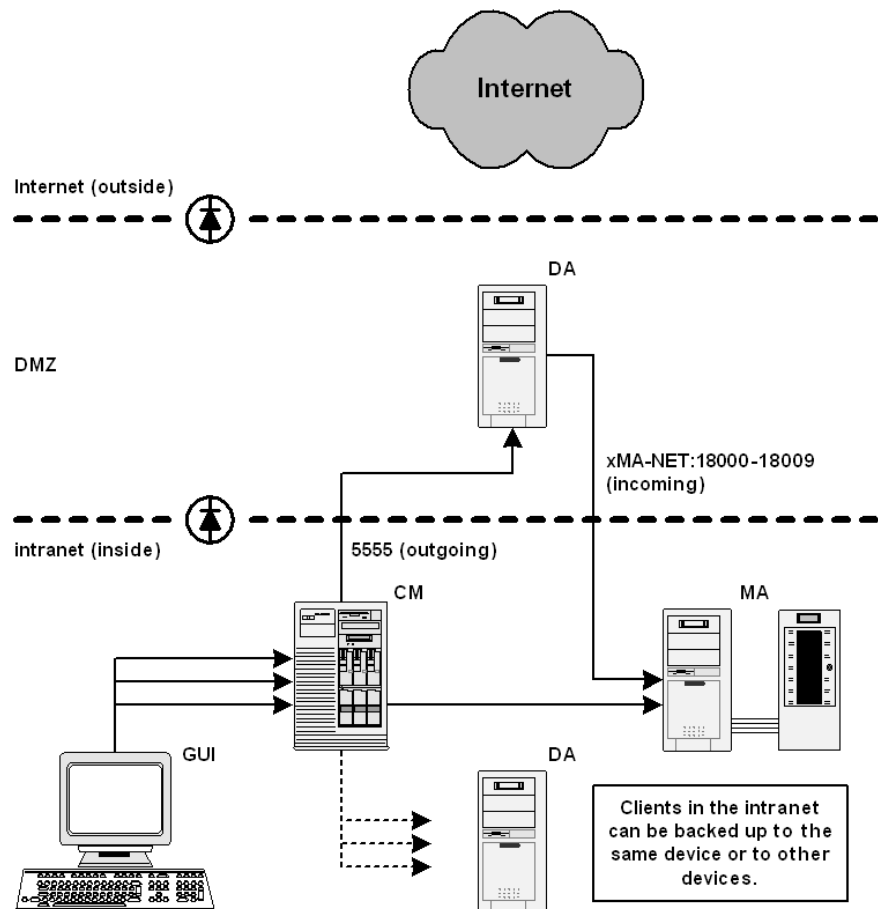 Internet
Internet (outside)
DA
DMZ
xMA-NET:18000-18009
(incoming)
intranet (inside)
5555 (outgoing)
CM
MA
GUI
DA
Clients in the intranet
can be backed up to the
same device or to other
devices.